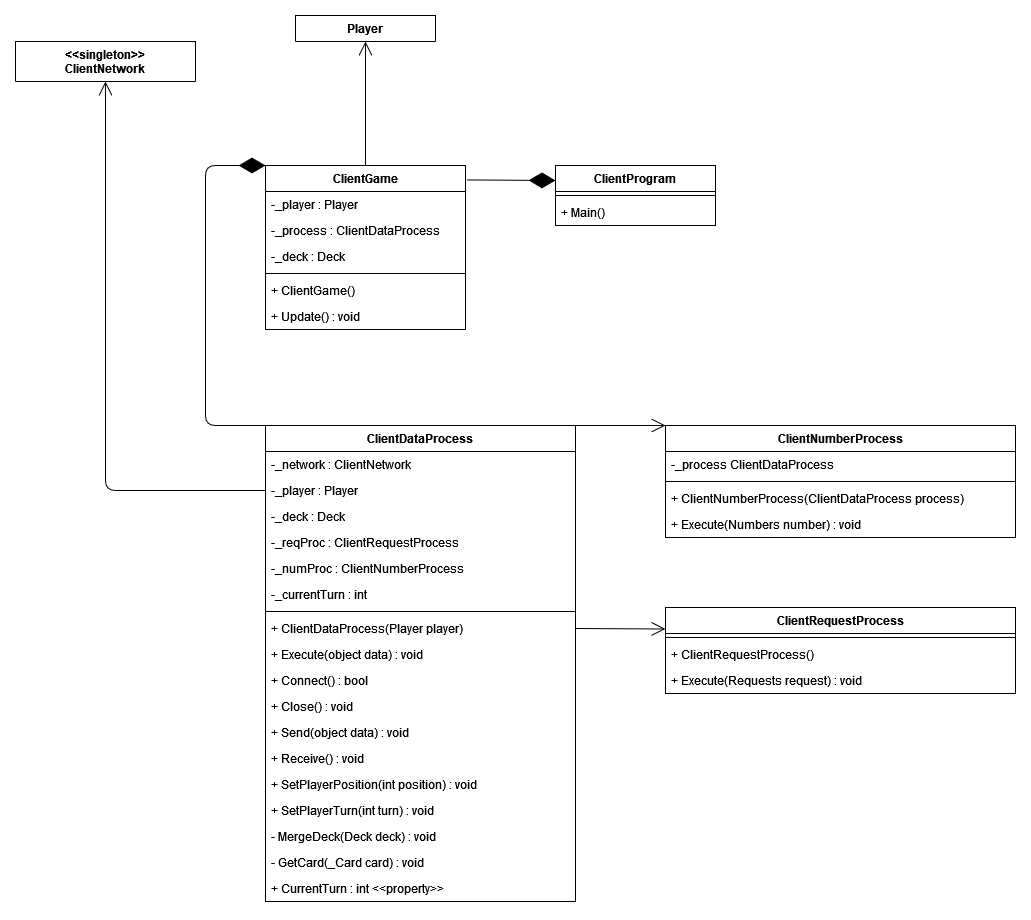 Player
<<singleton>>
ClientNetwork
ClientGame
-_player : Player
-_process : ClientDataProcess
-_deck : Deck
+ ClientGame()
+ Update() : void
ClientProgram
+ Main()
ClientDataProcess
-_network : ClientNetwork
-_player : Player
-_deck : Deck
-_reqProc : ClientRequestProcess
-_numProc : ClientNumberProcess
-_currentTurn : int
+ ClientDataProcess(Player player)
+ Execute(object data) : void
+ Connect() : bool
+ Close() : void
+ Send(object data) : void
+ Receive() : void
+ SetPlayerPosition(int position) : void
+ SetPlayerTurn(int turn) : void
- MergeDeck(Deck deck) : void
- GetCard(_Card card) : void
+ CurrentTurn : int <<property>>
ClientNumberProcess
-_process ClientDataProcess
+ ClientNumberProcess(ClientDataProcess process)
+ Execute(Numbers number) : void
ClientRequestProcess
+ ClientRequestProcess()
+ Execute(Requests request) : void